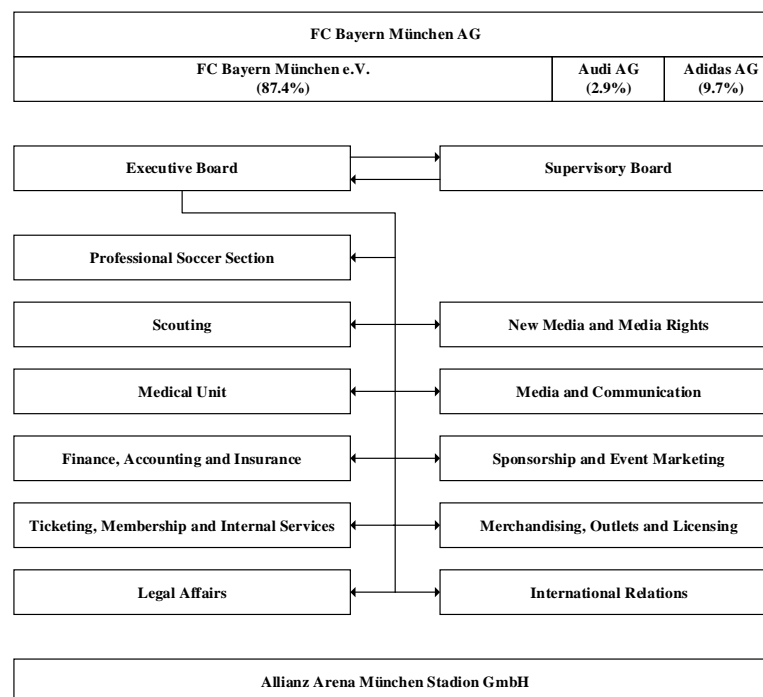 FC Bayern München AG
FC Bayern München e.V.
(87.4%)
Audi AG
(2.9%)
Adidas AG
(9.7%)
Executive Board
Supervisory Board
Professional Soccer Section
Scouting
New Media and Media Rights
Medical Unit
Media and Communication
Finance, Accounting and Insurance
Sponsorship and Event Marketing
Ticketing, Membership and Internal Services
Merchandising, Outlets and Licensing
Legal Affairs
International Relations
Allianz Arena München Stadion GmbH